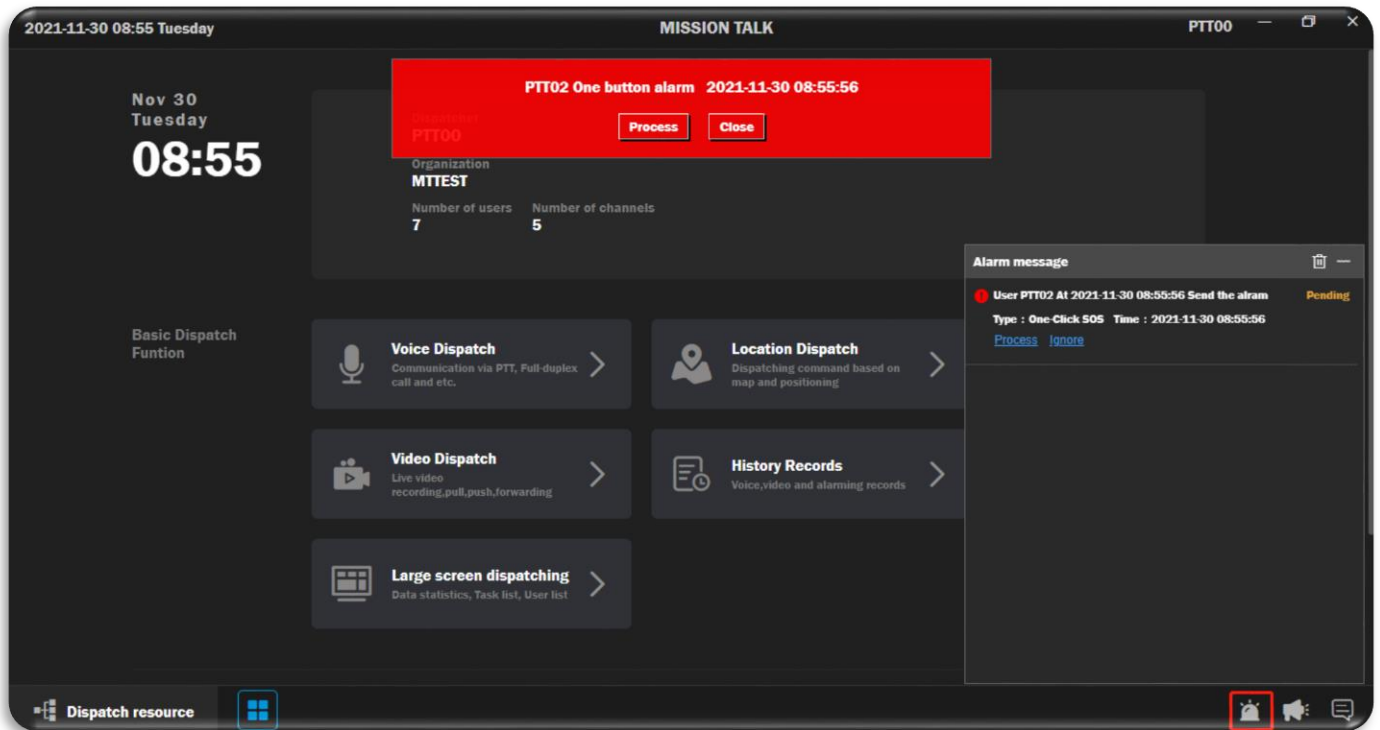 2021-11-30 08:55 Tuesday
MISSION TALK
PTT00
PTT02 One button alarm 2021-11-30 08:55:56
Process Close
Nov 30
Tuesday
08:55
Dispatcher
PTT00
Organization
MTTEST
Number of users Number of channels
7 5
Alarm message
User PTT02 At 2021-11-30 08:55:56 Send the alram Pending
Type : One-Click SOS Time : 2021-11-30 08:55:56
Process Ignore
Basic Dispatch
Funtion
Voice Dispatch
Communication via PTT, Full-duplex
call and etc.
Location Dispatch
Dispatching command based on
map and positioning
Video Dispatch
Live video
recording,pull,push,forwarding
History Records
Voice,video and alarming records
Large screen dispatching
Data statistics, Task list, User list
Dispatch resource